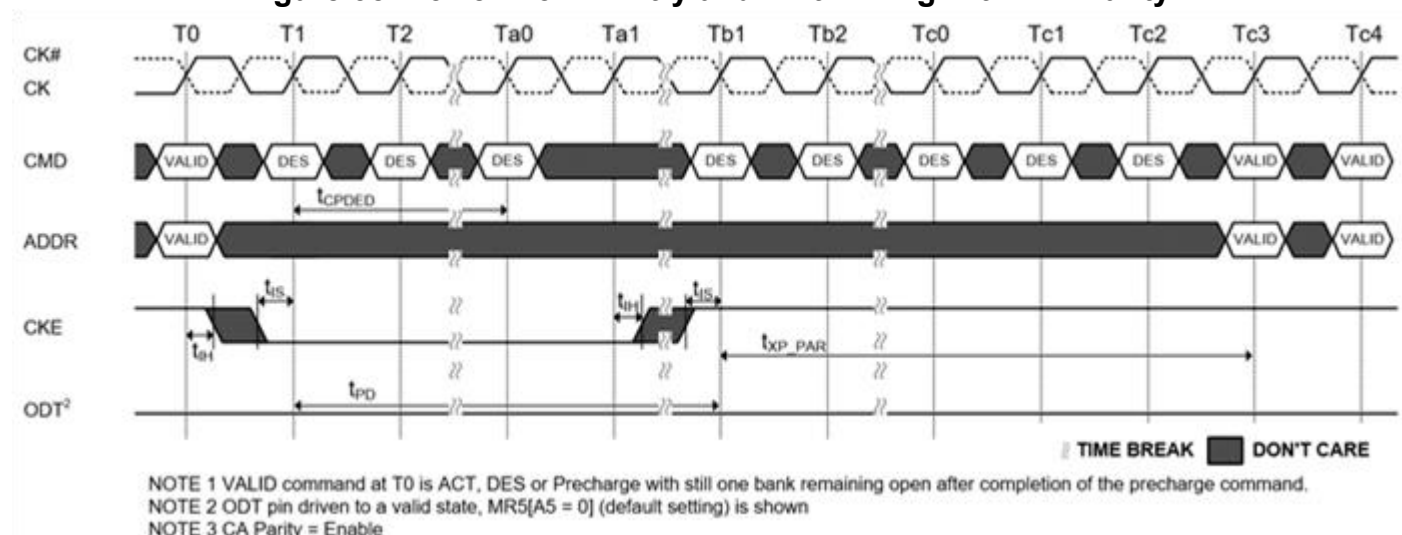 T0 T1 T2 Ta0 Ta1 Tb1 Tb2 Tc0 Tc1 Tc2 Tc3 Tc4
CK#
CK
CMD VALID DES DES DES DES DES DES DES DES VALID VALID
tCPDED
ADDR VALID VALID VALID
tIS tIH tIS
CKE
tIH tXP_PAR
tPD
ODT²
TIME BREAK DON'T CARE
NOTE 1 VALID command at T0 is ACT, DES or Precharge with still one bank remaining open after completion of the precharge command.
NOTE 2 ODT pin driven to a valid state, MR5[A5 = 0] (default setting) is shown
NOTE 3 CA Parity = Enable